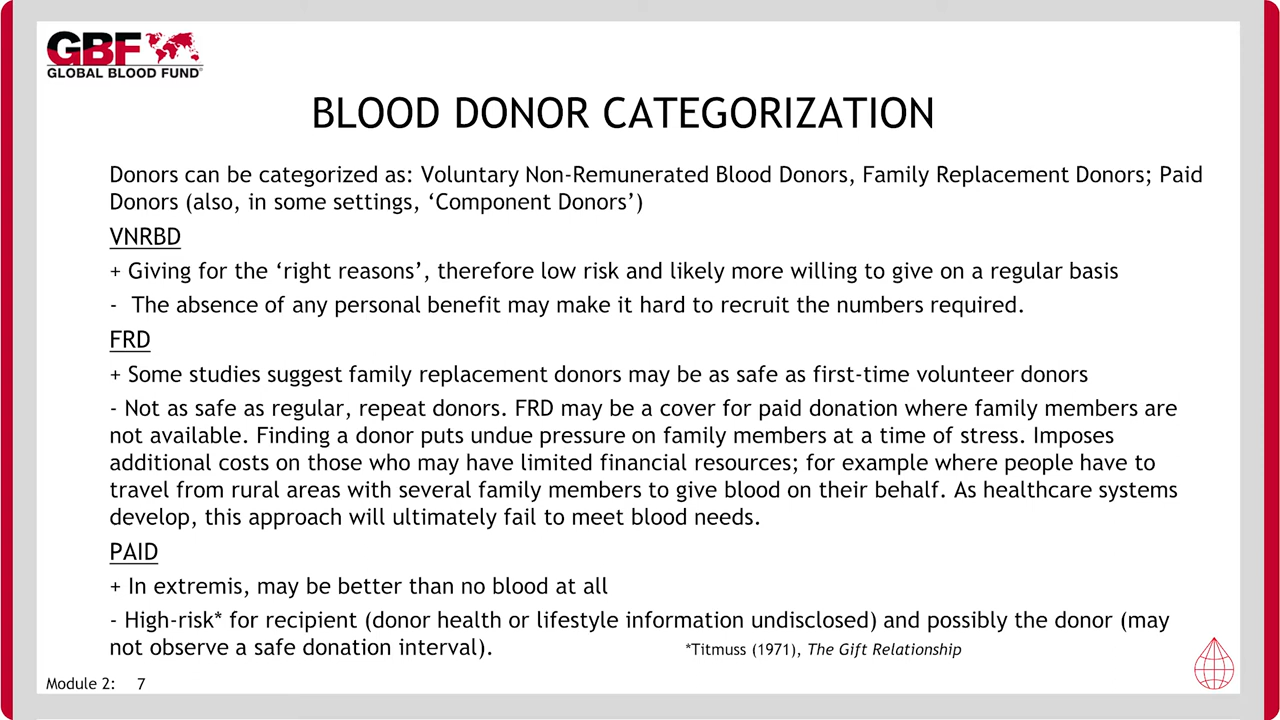 GBF
GLOBAL BLOOD FUND
BLOOD DONOR CATEGORIZATION
Donors can be categorized as: Voluntary Non-Remunerated Blood Donors, Family Replacement Donors; Paid
Donors (also, in some settings, ‘Component Donors’)
VNRBD
+ Giving for the ‘right reasons’, therefore low risk and likely more willing to give on a regular basis
- The absence of any personal benefit may make it hard to recruit the numbers required.
FRD
+ Some studies suggest family replacement donors may be as safe as first-time volunteer donors
- Not as safe as regular, repeat donors. FRD may be a cover for paid donation where family members are
not available. Finding a donor puts undue pressure on family members at a time of stress. Imposes
additional costs on those who may have limited financial resources; for example where people have to
travel from rural areas with several family members to give blood on their behalf. As healthcare systems
develop, this approach will ultimately fail to meet blood needs.
PAID
+ In extremis, may be better than no blood at all
- High-risk* for recipient (donor health or lifestyle information undisclosed) and possibly the donor (may
not observe a safe donation interval).
*Titmuss (1971), The Gift Relationship
Module 2: 7